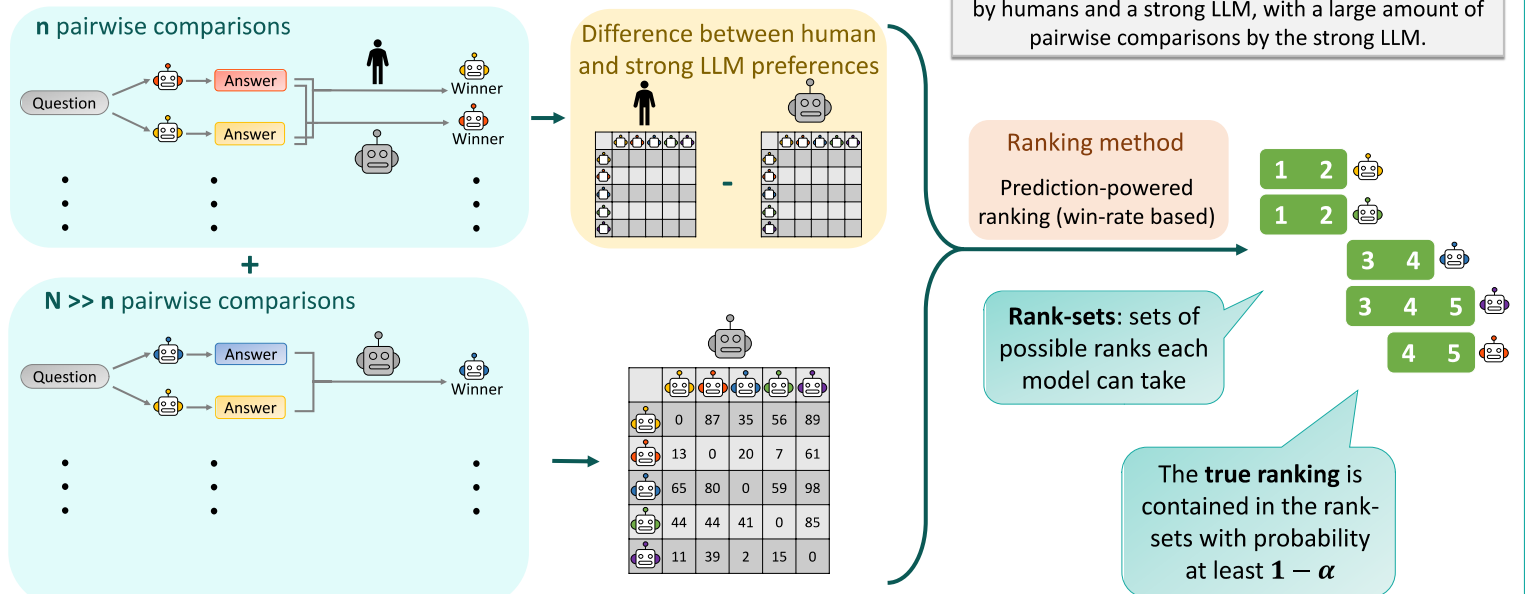 n pairwise comparisons
Question
Answer
Answer
Winner
Winner
+
N >> n pairwise comparisons
Question
Answer
Answer
Winner
Difference between human
and strong LLM preferences
-
0 87 35 56 89
13 0 20 7 61
65 80 0 59 98
44 44 41 0 85
11 39 2 15 0
by humans and a strong LLM, with a large amount of
pairwise comparisons by the strong LLM.
Ranking method
Prediction-powered
ranking (win-rate based)
1 2
1 2
3 4
3 4 5
4 5
Rank-sets: sets of
possible ranks each
model can take
The true ranking is
contained in the rank-
sets with probability
at least 1 − α